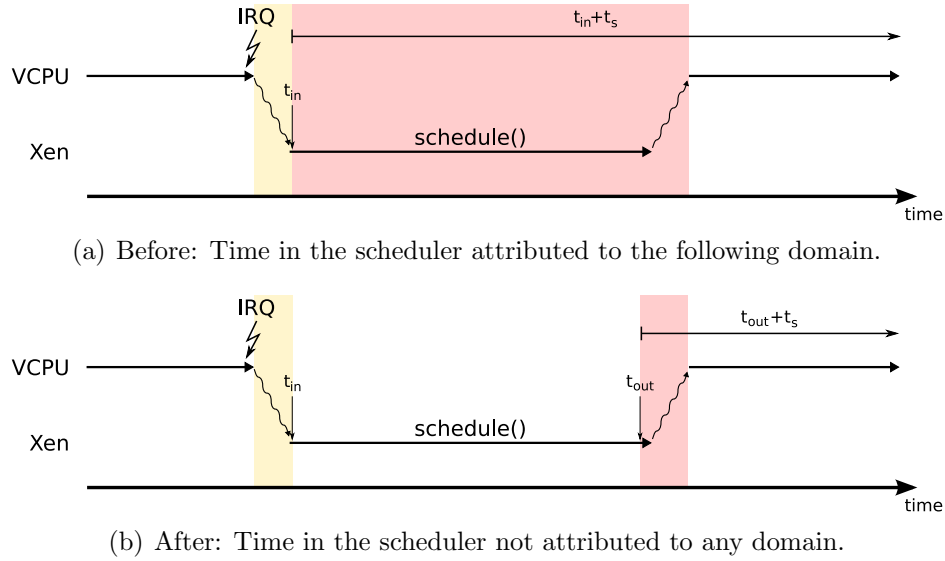 IRQ
t_in+t_s
VCPU
t_in
schedule()
Xen
time
(a) Before: Time in the scheduler attributed to the following domain.
IRQ
t_out+t_s
VCPU
t_in
t_out
schedule()
Xen
time
(b) After: Time in the scheduler not attributed to any domain.